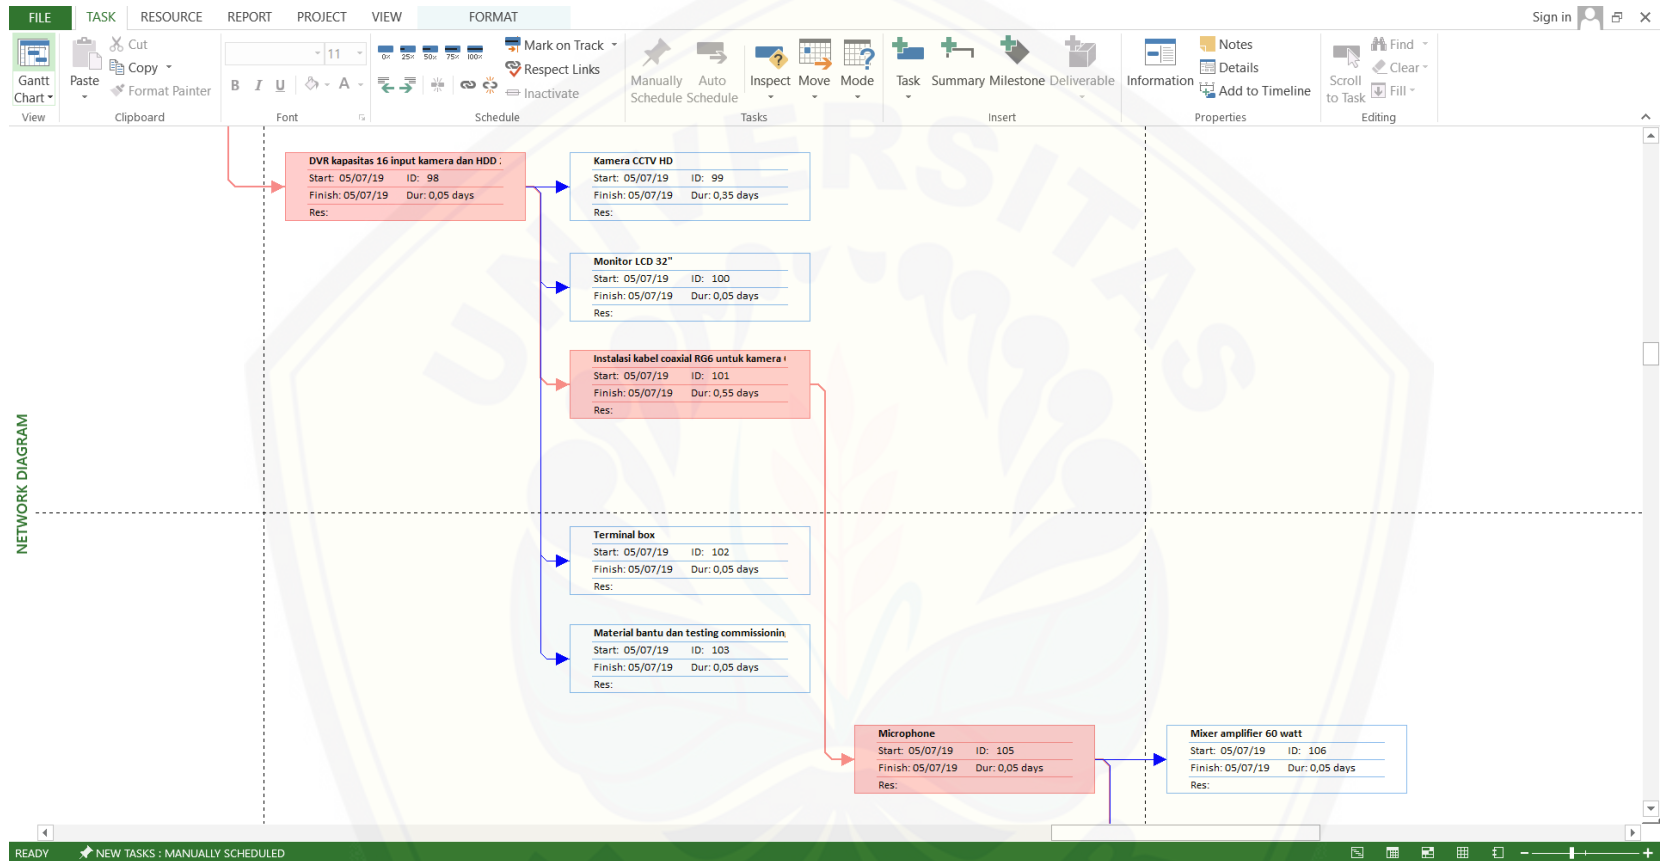 FILE TASK RESOURCE REPORT PROJECT VIEW FORMAT Sign in
Gantt Chart
View
Paste
Cut
Copy
Format Painter
Clipboard
11
B I U A
Font
0× 25× 50× 75× 100×
Mark on Track
Respect Links
Inactivate
Schedule
Manually Schedule
Auto Schedule
Inspect
Move
Mode
Tasks
Task
Summary
Milestone
Deliverable
Insert
Information
Notes
Details
Add to Timeline
Properties
Scroll to Task
Find
Clear
Fill
Editing
UNIVERSITAS
NETWORK DIAGRAM
DVR kapasitas 16 input kamera dan HDD
Start: 05/07/19 ID: 98
Finish: 05/07/19 Dur: 0,05 days
Res:
Kamera CCTV HD
Start: 05/07/19 ID: 99
Finish: 05/07/19 Dur: 0,35 days
Res:
Monitor LCD 32"
Start: 05/07/19 ID: 100
Finish: 05/07/19 Dur: 0,05 days
Res:
Instalasi kabel coaxial RG6 untuk kamera
Start: 05/07/19 ID: 101
Finish: 05/07/19 Dur: 0,55 days
Res:
Terminal box
Start: 05/07/19 ID: 102
Finish: 05/07/19 Dur: 0,05 days
Res:
Material bantu dan testing commissionin
Start: 05/07/19 ID: 103
Finish: 05/07/19 Dur: 0,05 days
Res:
Microphone
Start: 05/07/19 ID: 105
Finish: 05/07/19 Dur: 0,05 days
Res:
Mixer amplifier 60 watt
Start: 05/07/19 ID: 106
Finish: 05/07/19 Dur: 0,05 days
Res:
READY NEW TASKS : MANUALLY SCHEDULED